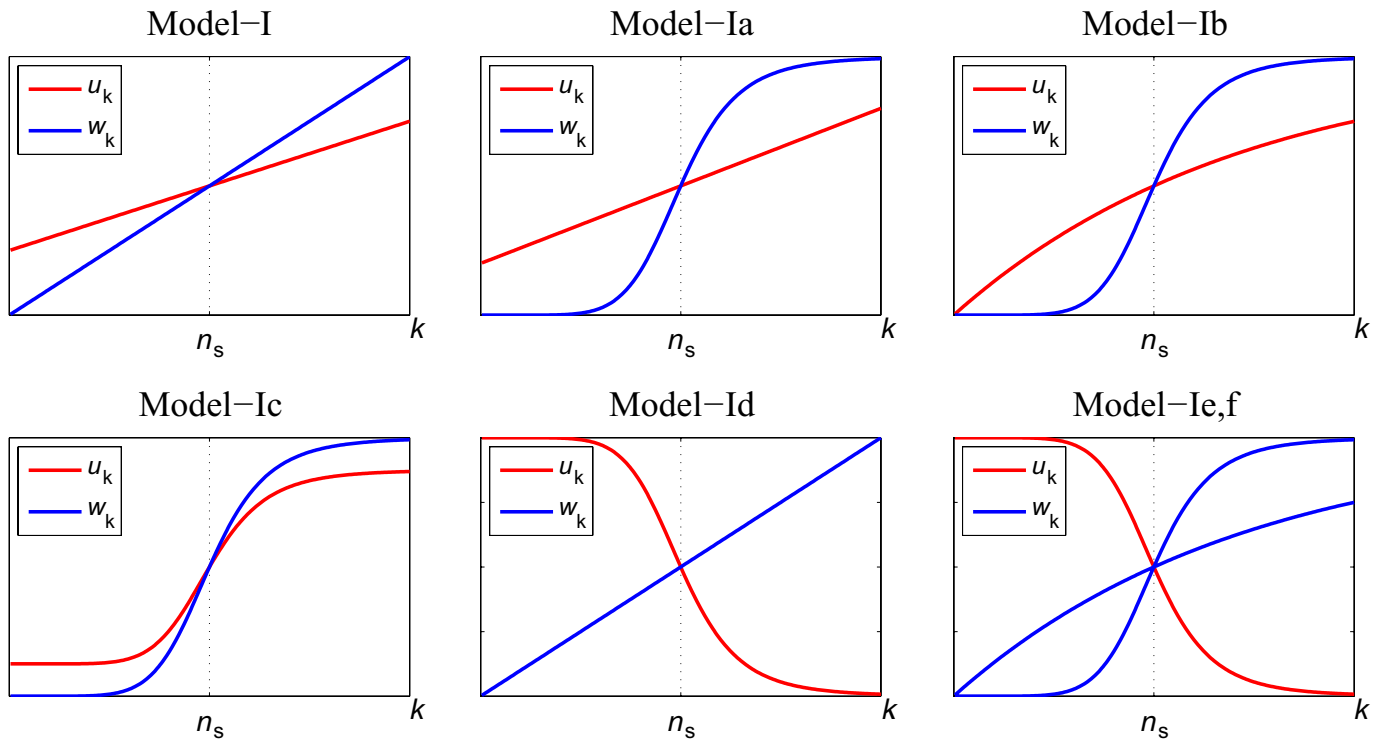 Model−I
u_k
w_k
n_s
k
Model−Ia
u_k
w_k
n_s
k
Model−Ib
u_k
w_k
n_s
k
Model−Ic
u_k
w_k
n_s
k
Model−Id
u_k
w_k
n_s
k
Model−Ie,f
u_k
w_k
n_s
k